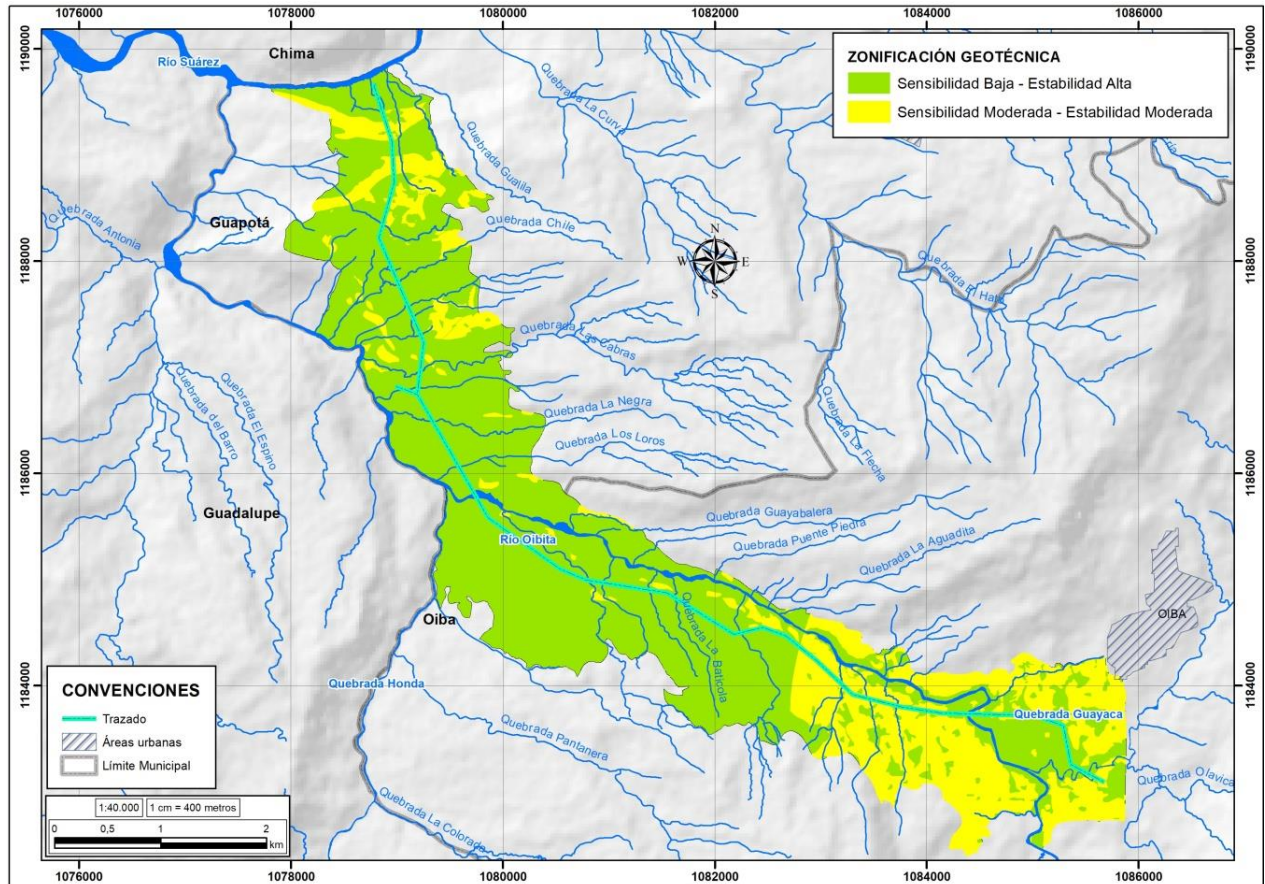 1076000
1078000
1080000
1082000
1084000
1086000
1190000
1190000
Chima
Río Suárez
ZONIFICACIÓN GEOTÉCNICA
Sensibilidad Baja - Estabilidad Alta
Sensibilidad Moderada - Estabilidad Moderada
Quebrada La Curva
Quebrada Gualila
Quebrada Antonia
Guapotá
Quebrada Chile
N
W
E
S
1188000
1188000
Quebrada El Hato
Quebrada Las Cabras
Quebrada El Espino
Quebrada del Barro
Quebrada La Negra
Quebrada Los Loros
Quebrada La Flecha
1186000
1186000
Guadalupe
Quebrada Guayabalera
Río Oibita
Quebrada Puente Piedra
Quebrada La Aguadita
OIBA
Oiba
Quebrada La Baticola
1184000
1184000
Quebrada Honda
Quebrada Guayaca
Quebrada Pantanera
Quebrada Olavica
Quebrada La Colorada
CONVENCIONES
Trazado
Áreas urbanas
Límite Municipal
1:40.000
1 cm = 400 metros
0
0,5
1
2
km
1076000
1078000
1080000
1082000
1084000
1086000